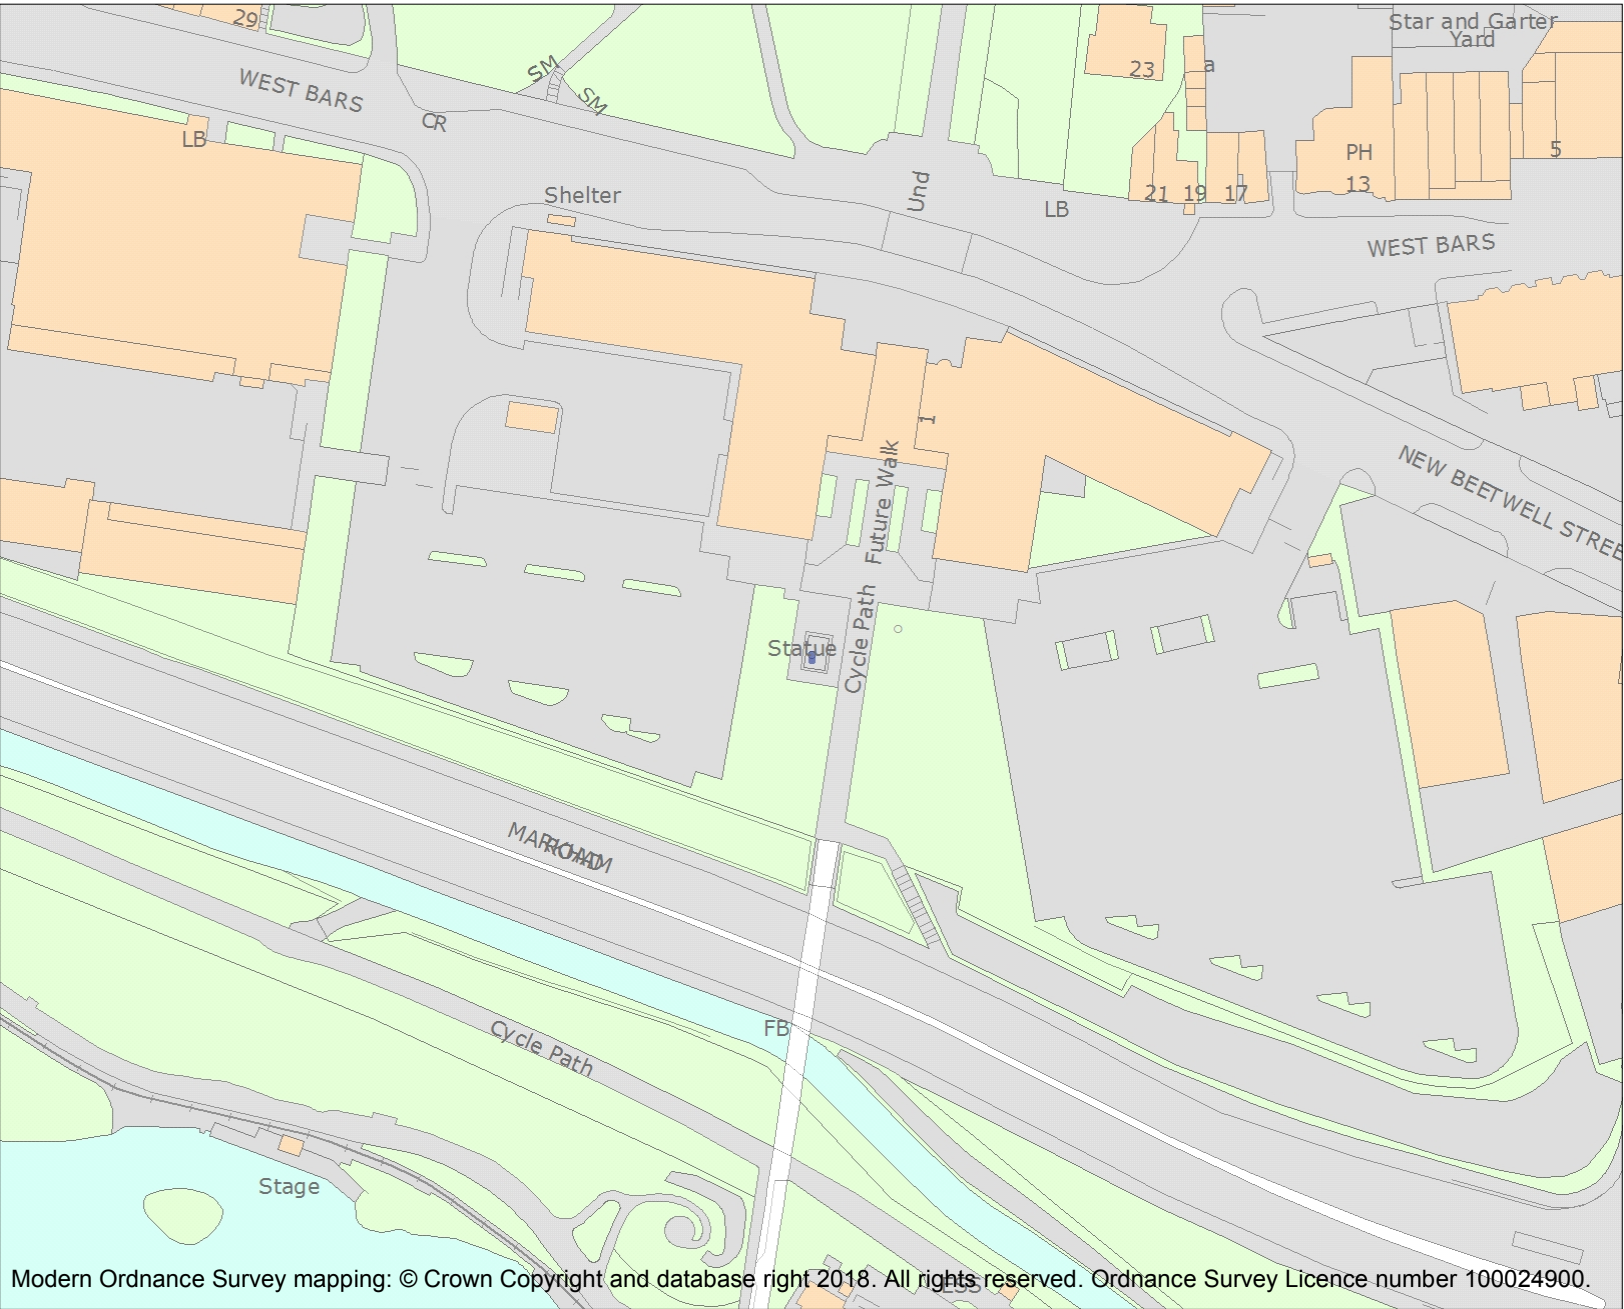 29
Star and Garter
Yard
SM
SM
23
a
WEST BARS
CR
LB
PH
13
5
Shelter
Und
LB
21
19
17
WEST BARS
1
Future Walk
NEW BEETWELL STREE
Cycle Path
Statue
MARKHAM
ROAD
FB
Cycle Path
Stage
ESS
Modern Ordnance Survey mapping: © Crown Copyright and database right 2018. All rights reserved. Ordnance Survey Licence number 100024900.